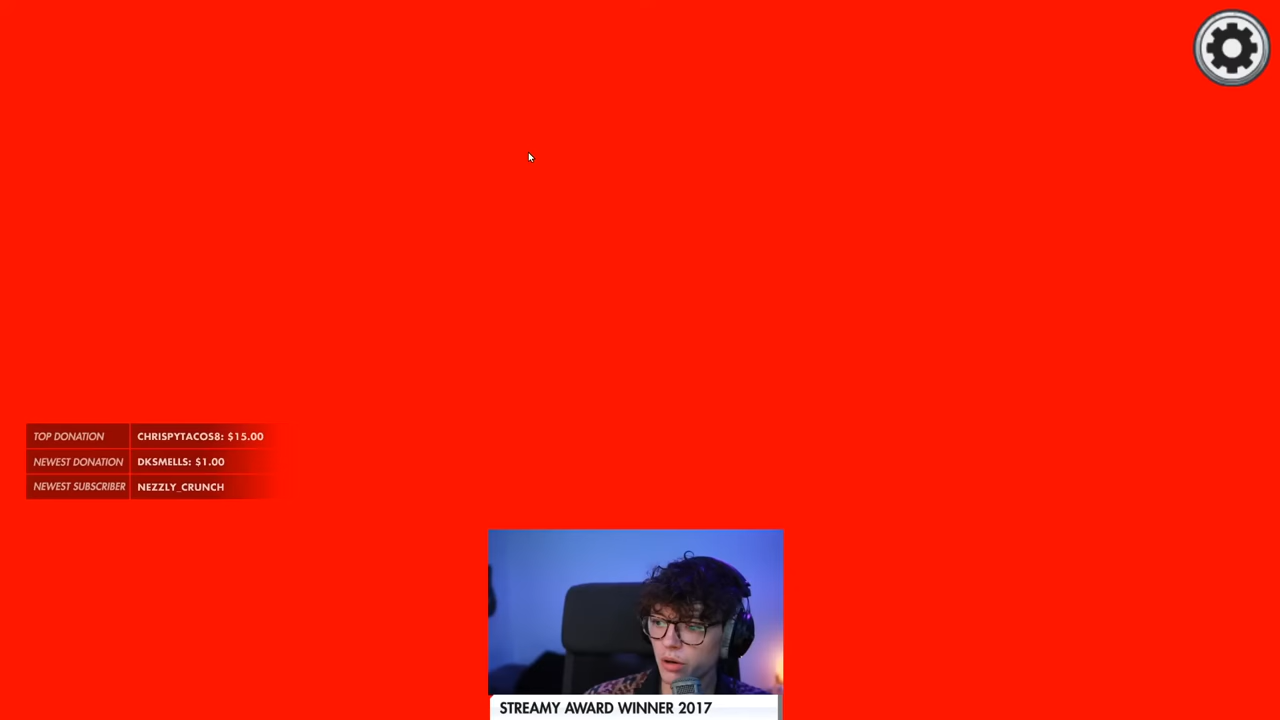 TOP DONATION CHRISPYTACOS8: $15.00
NEWEST DONATION DKSMELLS: $1.00
NEWEST SUBSCRIBER NEZZLY_CRUNCH
STREAMY AWARD WINNER 2017